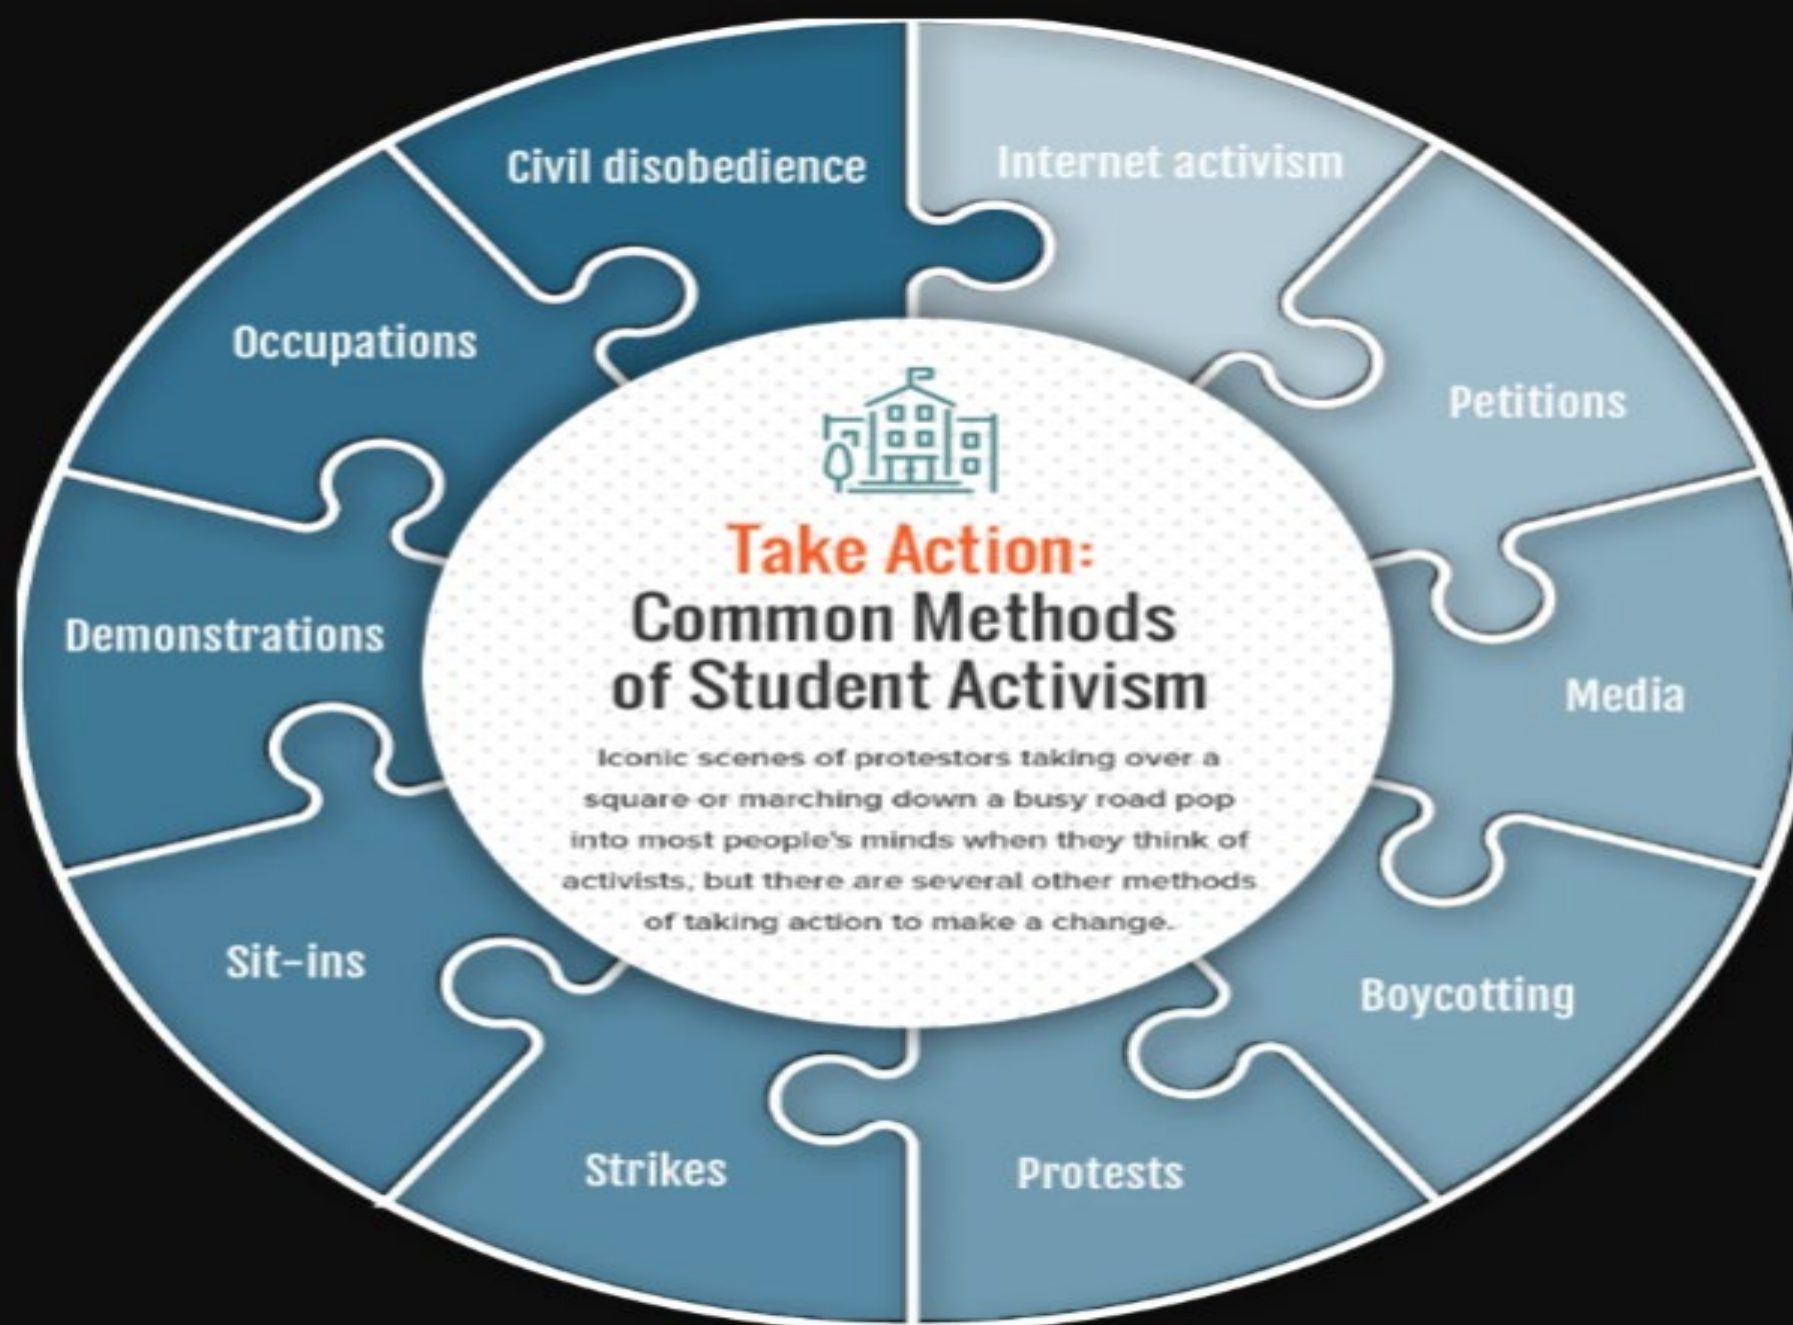 Take Action:
Common Methods
of Student Activism
Iconic scenes of protestors taking over a
square or marching down a busy road pop
into most people's minds when they think of
activists, but there are several other methods
of taking action to make a change.
Internet activism
Petitions
Media
Boycotting
Protests
Strikes
Sit-ins
Demonstrations
Occupations
Civil disobedience